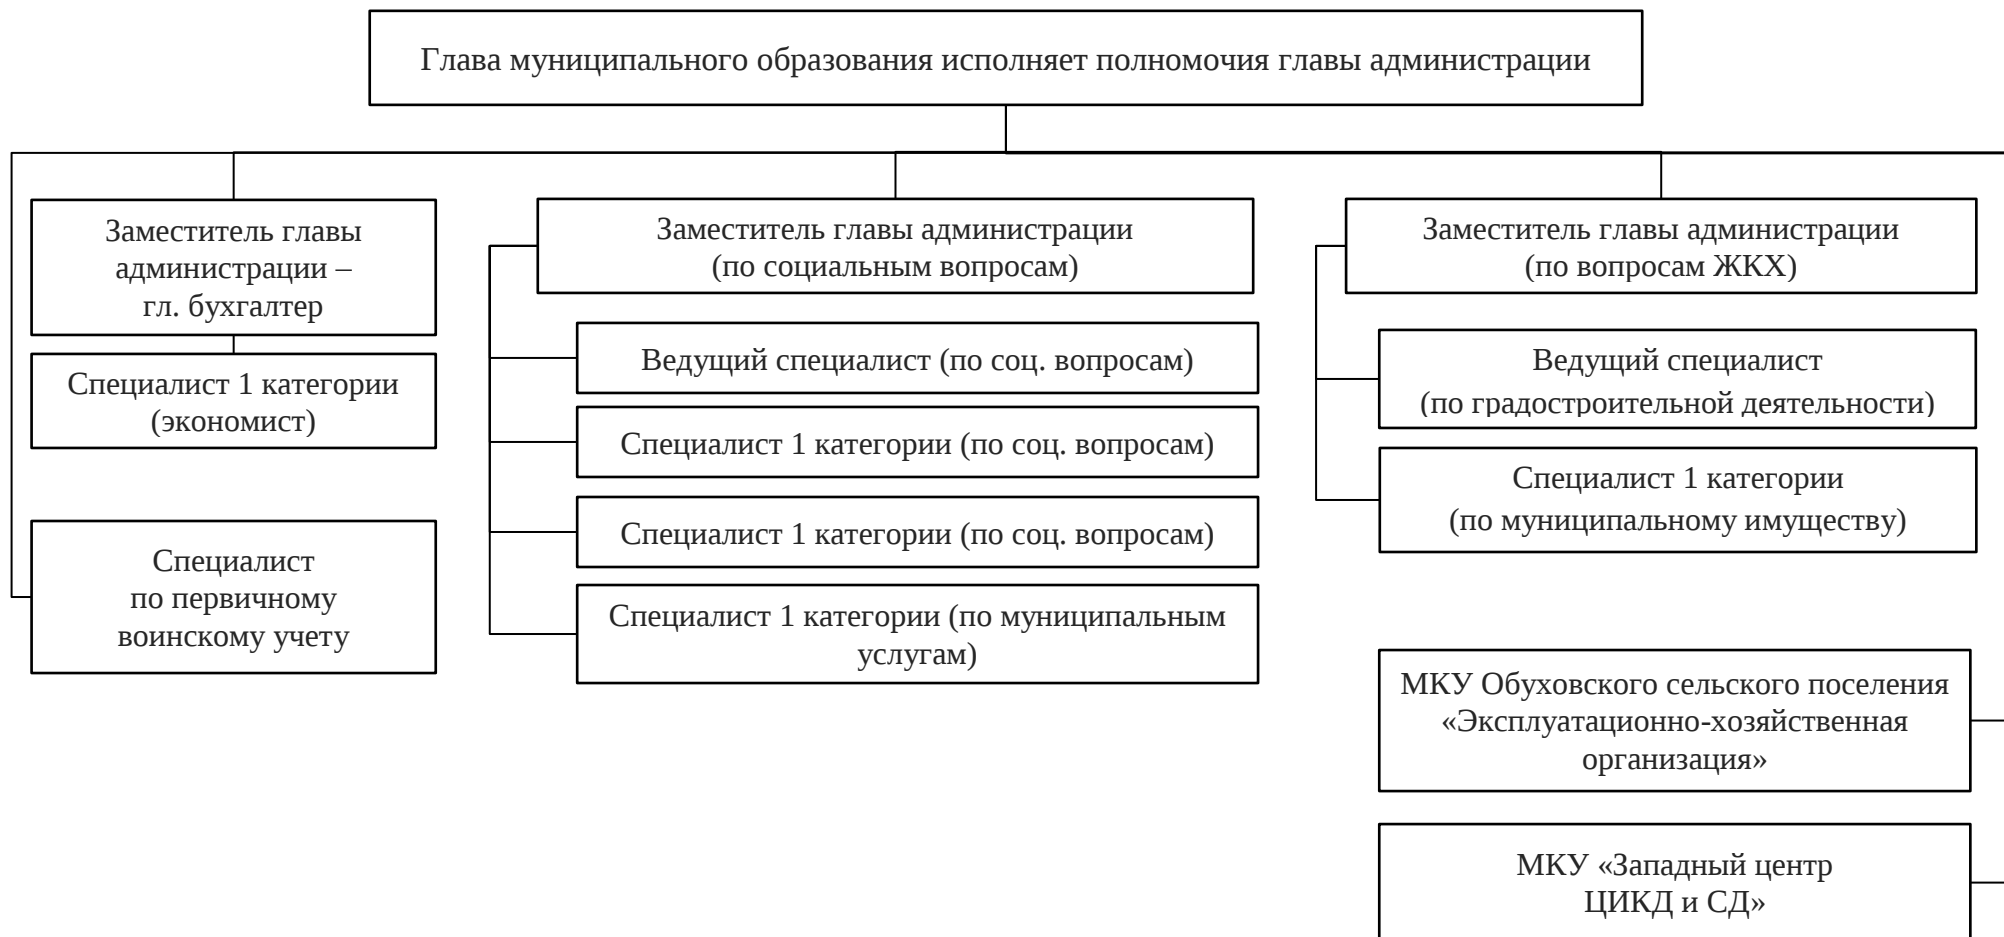 Глава муниципального образования исполняет полномочия главы администрации
Заместитель главы
администрации –
гл. бухгалтер
Специалист 1 категории
(экономист)
Специалист
по первичному
воинскому учету
Заместитель главы администрации
(по социальным вопросам)
Ведущий специалист (по соц. вопросам)
Специалист 1 категории (по соц. вопросам)
Специалист 1 категории (по соц. вопросам)
Специалист 1 категории (по муниципальным
услугам)
Заместитель главы администрации
(по вопросам ЖКХ)
Ведущий специалист
(по градостроительной деятельности)
Специалист 1 категории
(по муниципальному имуществу)
МКУ Обуховского сельского поселения
«Эксплуатационно-хозяйственная
организация»
МКУ «Западный центр
ЦИКД и СД»